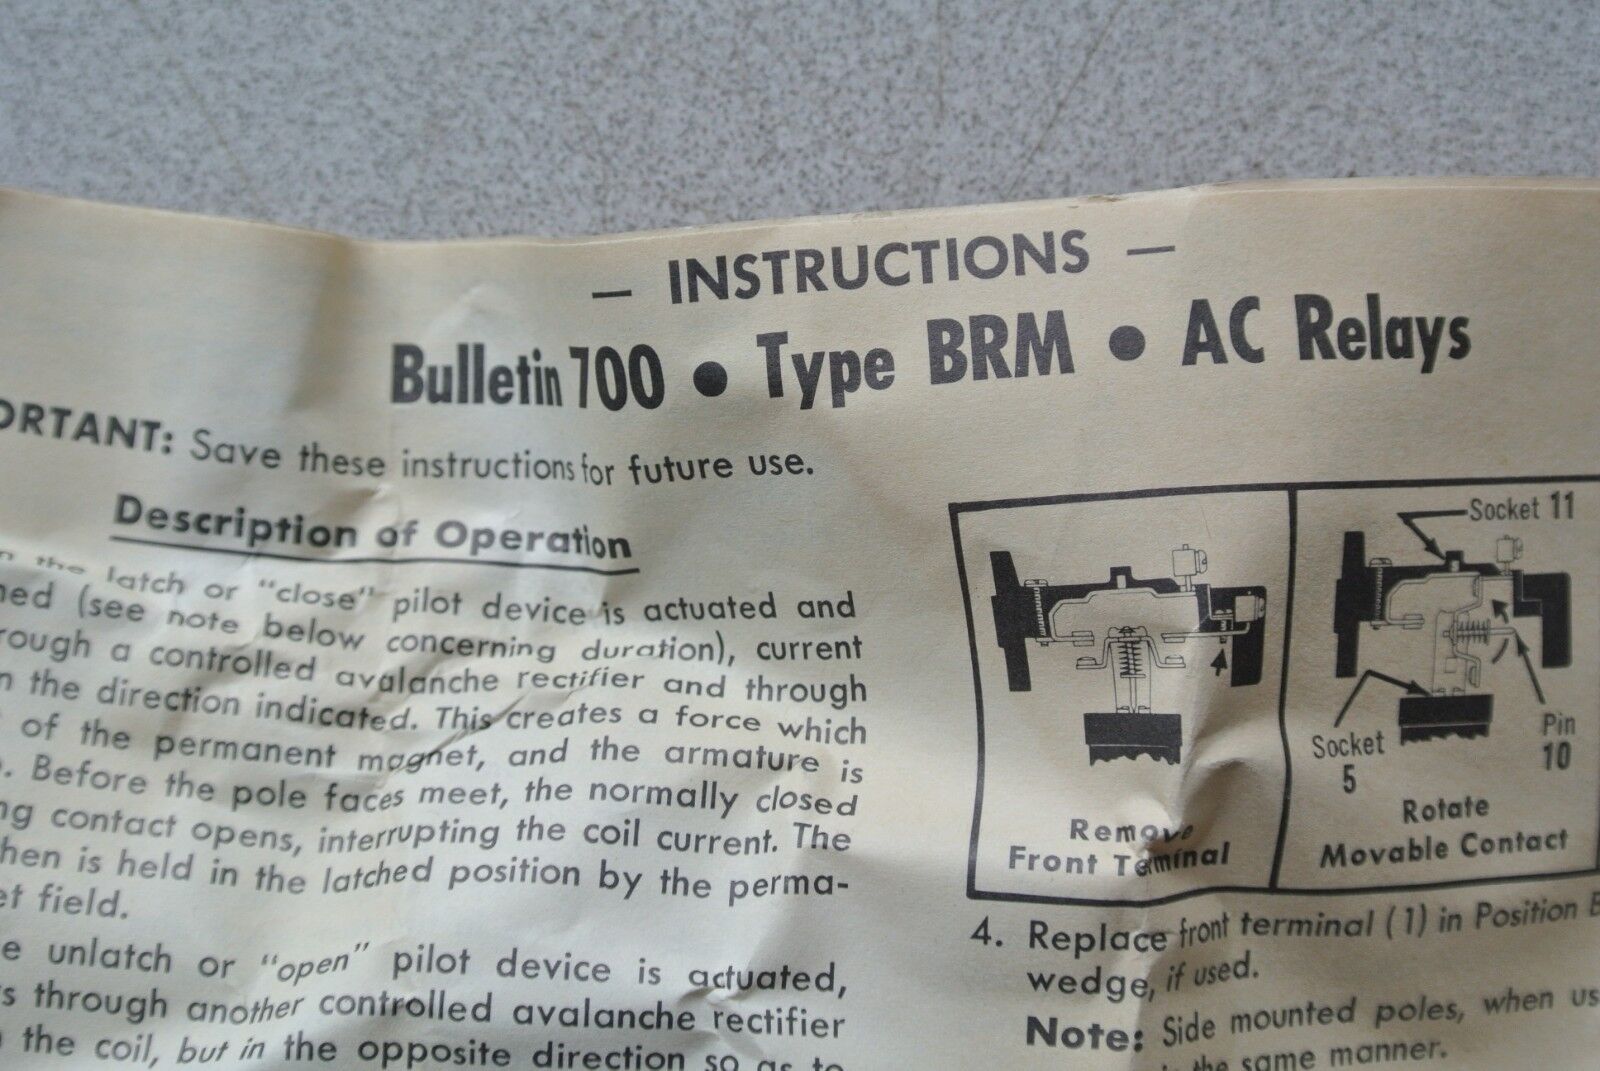 — INSTRUCTIONS —
Bulletin 700 • Type BRM • AC Relays
ORTANT: Save these instructions for future use.
Description of Operation
the latch or "close" pilot device is actuated and
(see note below concerning duration), current
rough a controlled avalanche rectifier and through
n the direction indicated. This creates a force which
of the permanent magnet, and the armature is
. Before the pole faces meet, the normally closed
ng contact opens, interrupting the coil current. The
hen is held in the latched position by the perma-
et field.
e unlatch or "open" pilot device is actuated,
s through another controlled avalanche rectifier
the coil, but in the opposite direction so as to
Remove
Front Terminal
Socket 11
Socket
5
Pin
10
Rotate
Movable Contact
4. Replace front terminal (1) in Position B
wedge, if used.
Note: Side mounted poles, when us
the same manner.